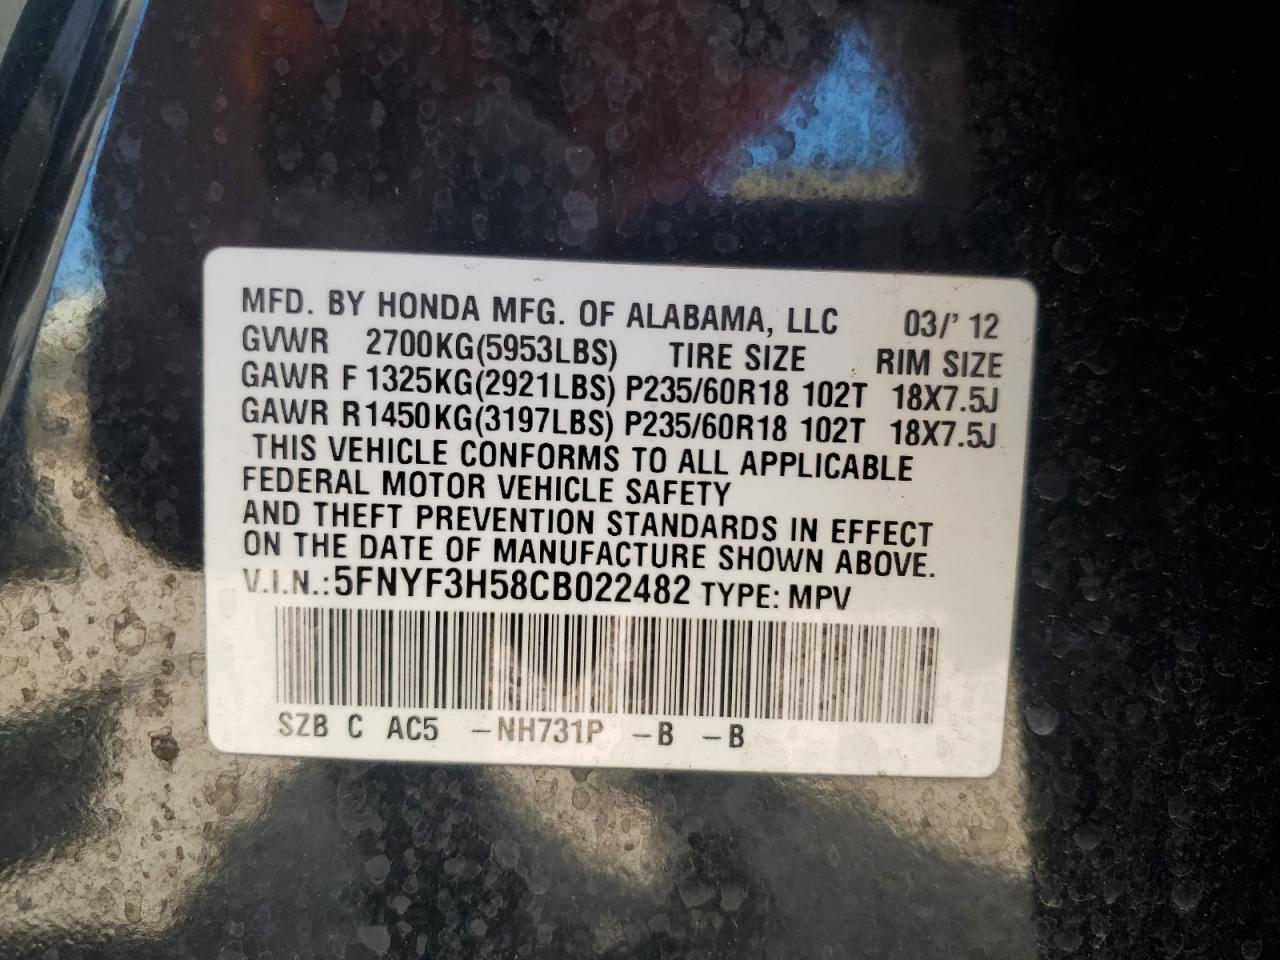 MFD. BY HONDA MFG. OF ALABAMA, LLC 03/' 12
GVWR 2700KG(5953LBS) TIRE SIZE RIM SIZE
GAWR F 1325KG(2921LBS) P235/60R18 102T 18X7.5J
GAWR R1450KG(3197LBS) P235/60R18 102T 18X7.5J
THIS VEHICLE CONFORMS TO ALL APPLICABLE
FEDERAL MOTOR VEHICLE SAFETY
AND THEFT PREVENTION STANDARDS IN EFFECT
ON THE DATE OF MANUFACTURE SHOWN ABOVE.
V.I.N.: 5FNYF3H58CB022482 TYPE: MPV
SZB C AC5 -NH731P -B -B